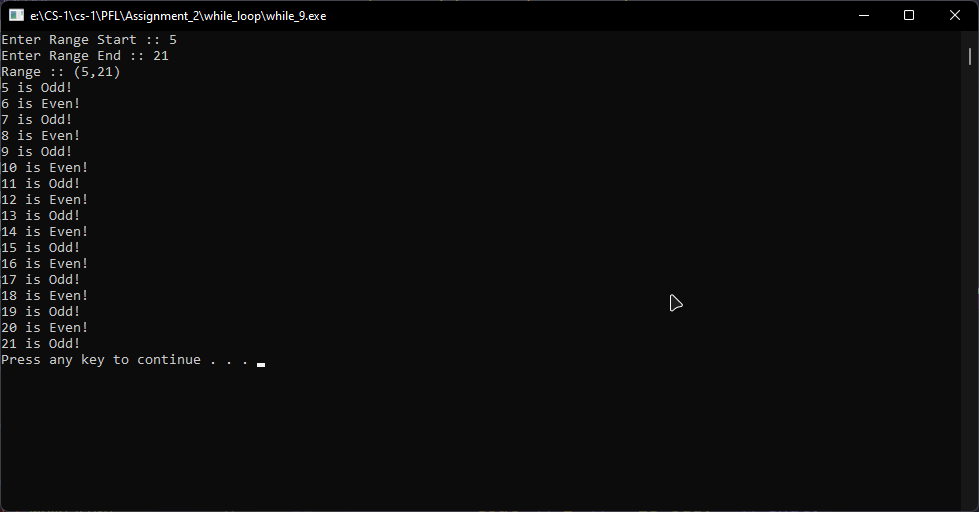 e:\CS-1\cs-1\PFL\Assignment_2\while_loop\while_9.exe
Enter Range Start :: 5
Enter Range End :: 21
Range :: (5,21)
5 is Odd!
6 is Even!
7 is Odd!
8 is Even!
9 is Odd!
10 is Even!
11 is Odd!
12 is Even!
13 is Odd!
14 is Even!
15 is Odd!
16 is Even!
17 is Odd!
18 is Even!
19 is Odd!
20 is Even!
21 is Odd!
Press any key to continue . . .